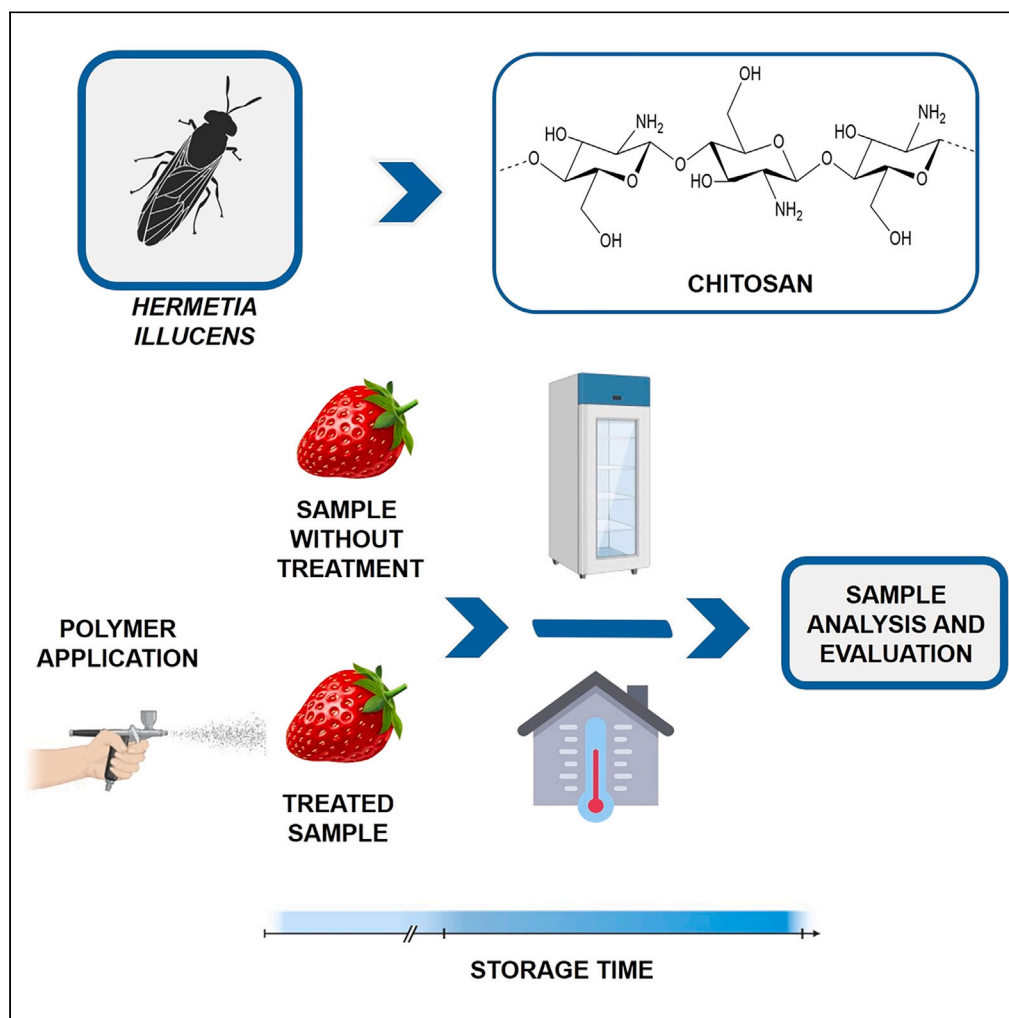 HERMETIA
ILLUCENS
OH
NH₂
HO
O
O
O
O
HO
NH₂
O
O
HO
NH₂
O
OH
OH
CHITOSAN
SAMPLE
WITHOUT
TREATMENT
POLYMER
APPLICATION
TREATED
SAMPLE
SAMPLE
ANALYSIS AND
EVALUATION
STORAGE TIME